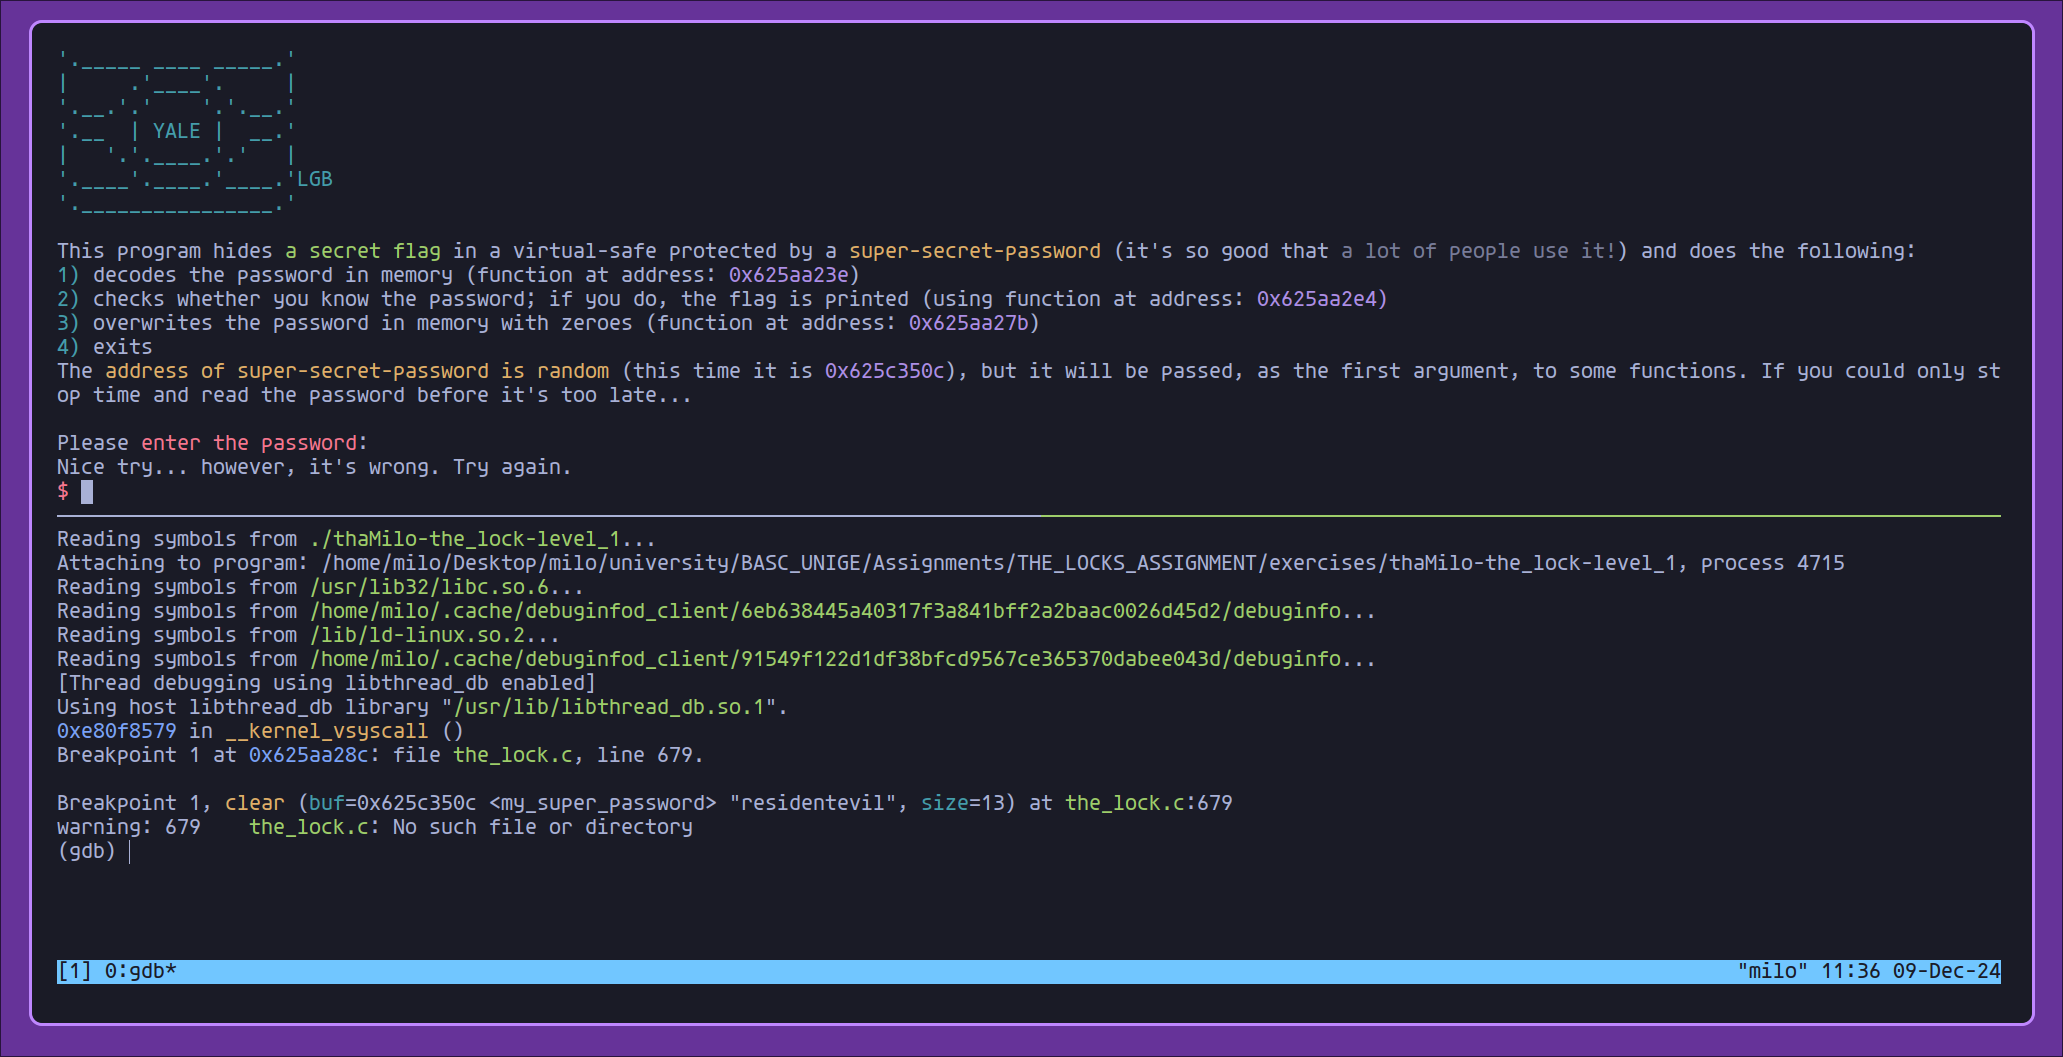 '._____ ____ _____.'
|     .'____'.     |
'.__.'.'    '.'.__.'
'.__  | YALE |  __.'
|   '.'.____.'.'   |
'.____'.____.'____.'LGB
'.________________.'
This program hides a secret flag in a virtual-safe protected by a super-secret-password (it's so good that a lot of people use it!) and does the following:
1) decodes the password in memory (function at address: 0x625aa23e)
2) checks whether you know the password; if you do, the flag is printed (using function at address: 0x625aa2e4)
3) overwrites the password in memory with zeroes (function at address: 0x625aa27b)
4) exits
The address of super-secret-password is random (this time it is 0x625c350c), but it will be passed, as the first argument, to some functions. If you could only st
op time and read the password before it's too late...
Please enter the password:
Nice try... however, it's wrong. Try again.
$
Reading symbols from ./thaMilo-the_lock-level_1...
Attaching to program: /home/milo/Desktop/milo/university/BASC_UNIGE/Assignments/THE_LOCKS_ASSIGNMENT/exercises/thaMilo-the_lock-level_1, process 4715
Reading symbols from /usr/lib32/libc.so.6...
Reading symbols from /home/milo/.cache/debuginfod_client/6eb638445a40317f3a841bff2a2baac0026d45d2/debuginfo...
Reading symbols from /lib/ld-linux.so.2...
Reading symbols from /home/milo/.cache/debuginfod_client/91549f122d1df38bfcd9567ce365370dabee043d/debuginfo...
[Thread debugging using libthread_db enabled]
Using host libthread_db library "/usr/lib/libthread_db.so.1".
0xe80f8579 in __kernel_vsyscall ()
Breakpoint 1 at 0x625aa28c: file the_lock.c, line 679.
Breakpoint 1, clear (buf=0x625c350c <my_super_password> "residentevil", size=13) at the_lock.c:679
warning: 679    the_lock.c: No such file or directory
(gdb)
[1] 0:gdb* "milo" 11:36 09-Dec-24